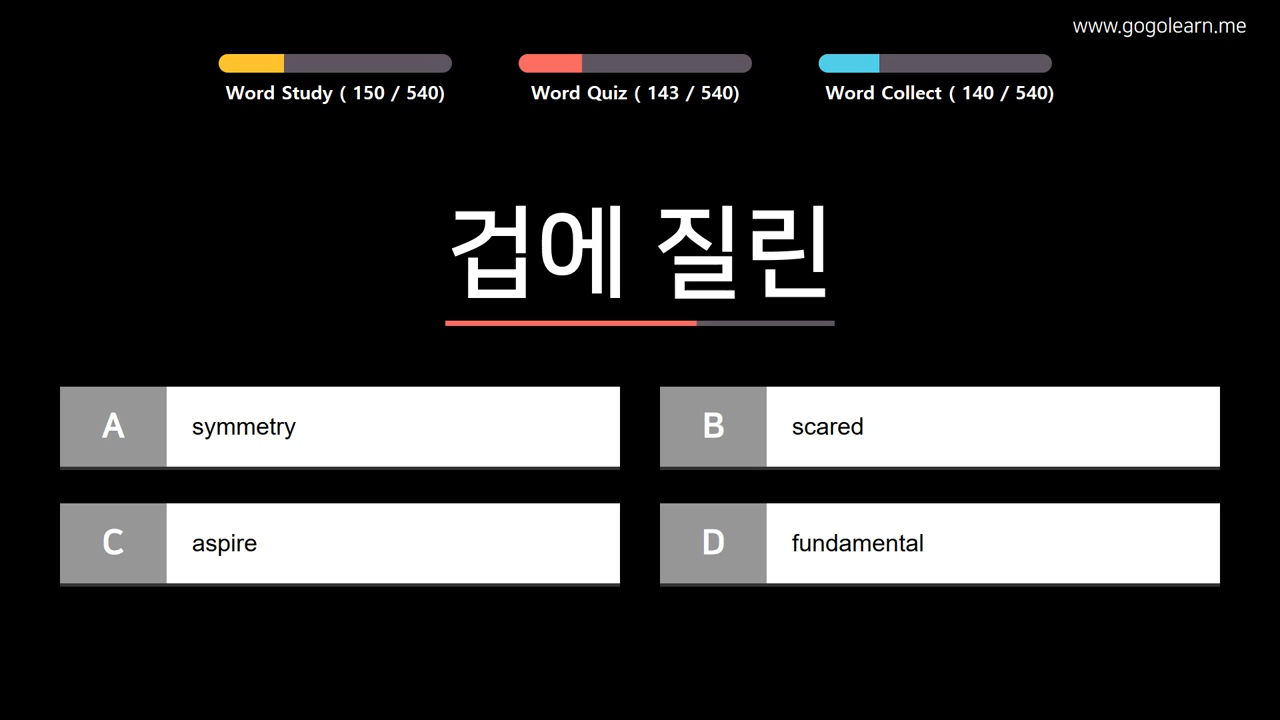 www.gogolearn.me
Word Study ( 150 / 540)
Word Quiz ( 143 / 540)
Word Collect ( 140 / 540)
겁에 질린
A symmetry
B scared
C aspire
D fundamental